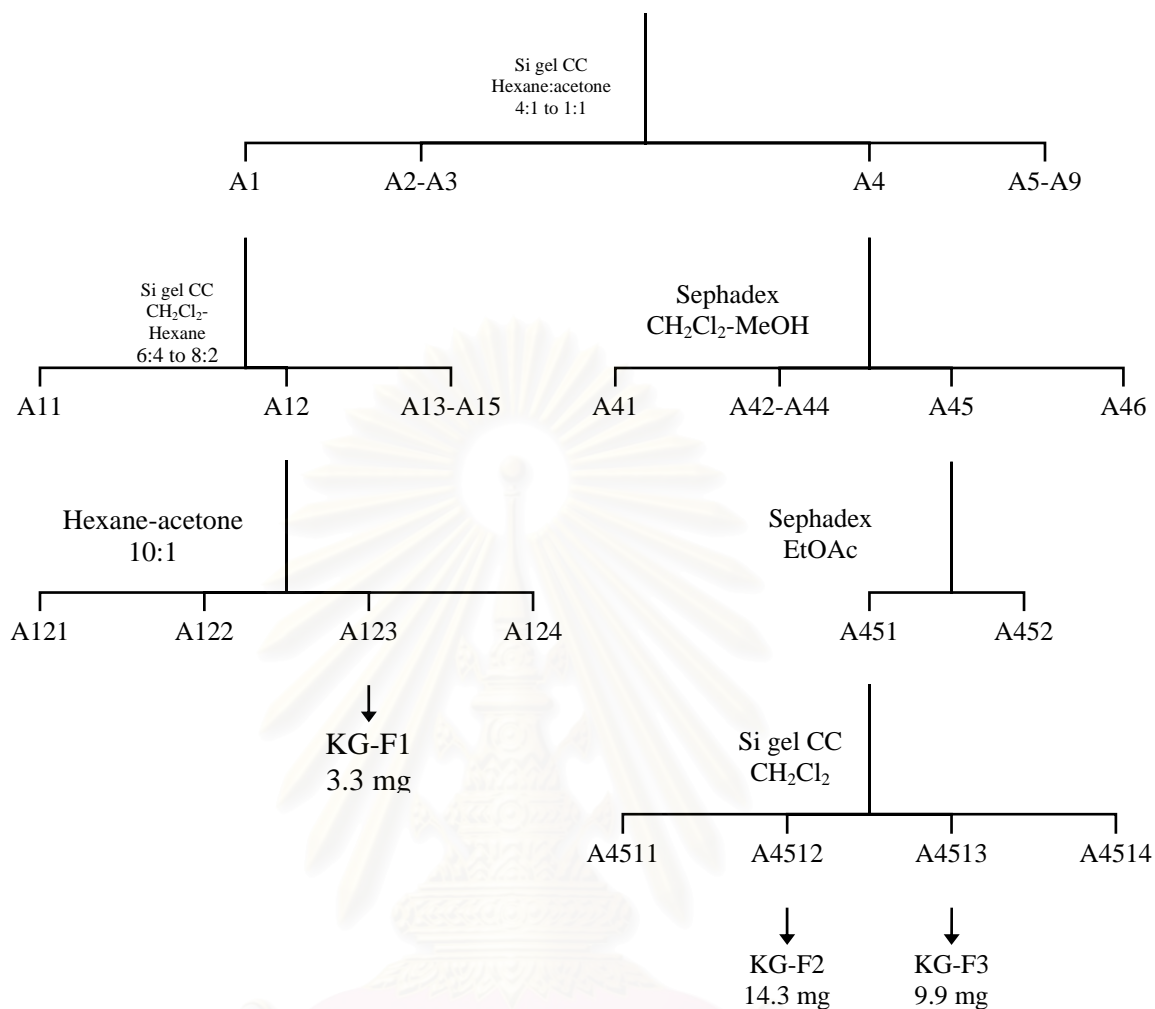 Si gel CC
Hexane:acetone
4:1 to 1:1
A1 A2-A3 A4 A5-A9
Si gel CC
CH₂Cl₂-
Hexane
6:4 to 8:2
Sephadex
CH₂Cl₂-MeOH
A11 A12 A13-A15 A41 A42-A44 A45 A46
Hexane-acetone
10:1
Sephadex
EtOAc
A121 A122 A123 A124 A451 A452
KG-F1
3.3 mg
Si gel CC
CH₂Cl₂
A4511 A4512 A4513 A4514
KG-F2
14.3 mg
KG-F3
9.9 mg